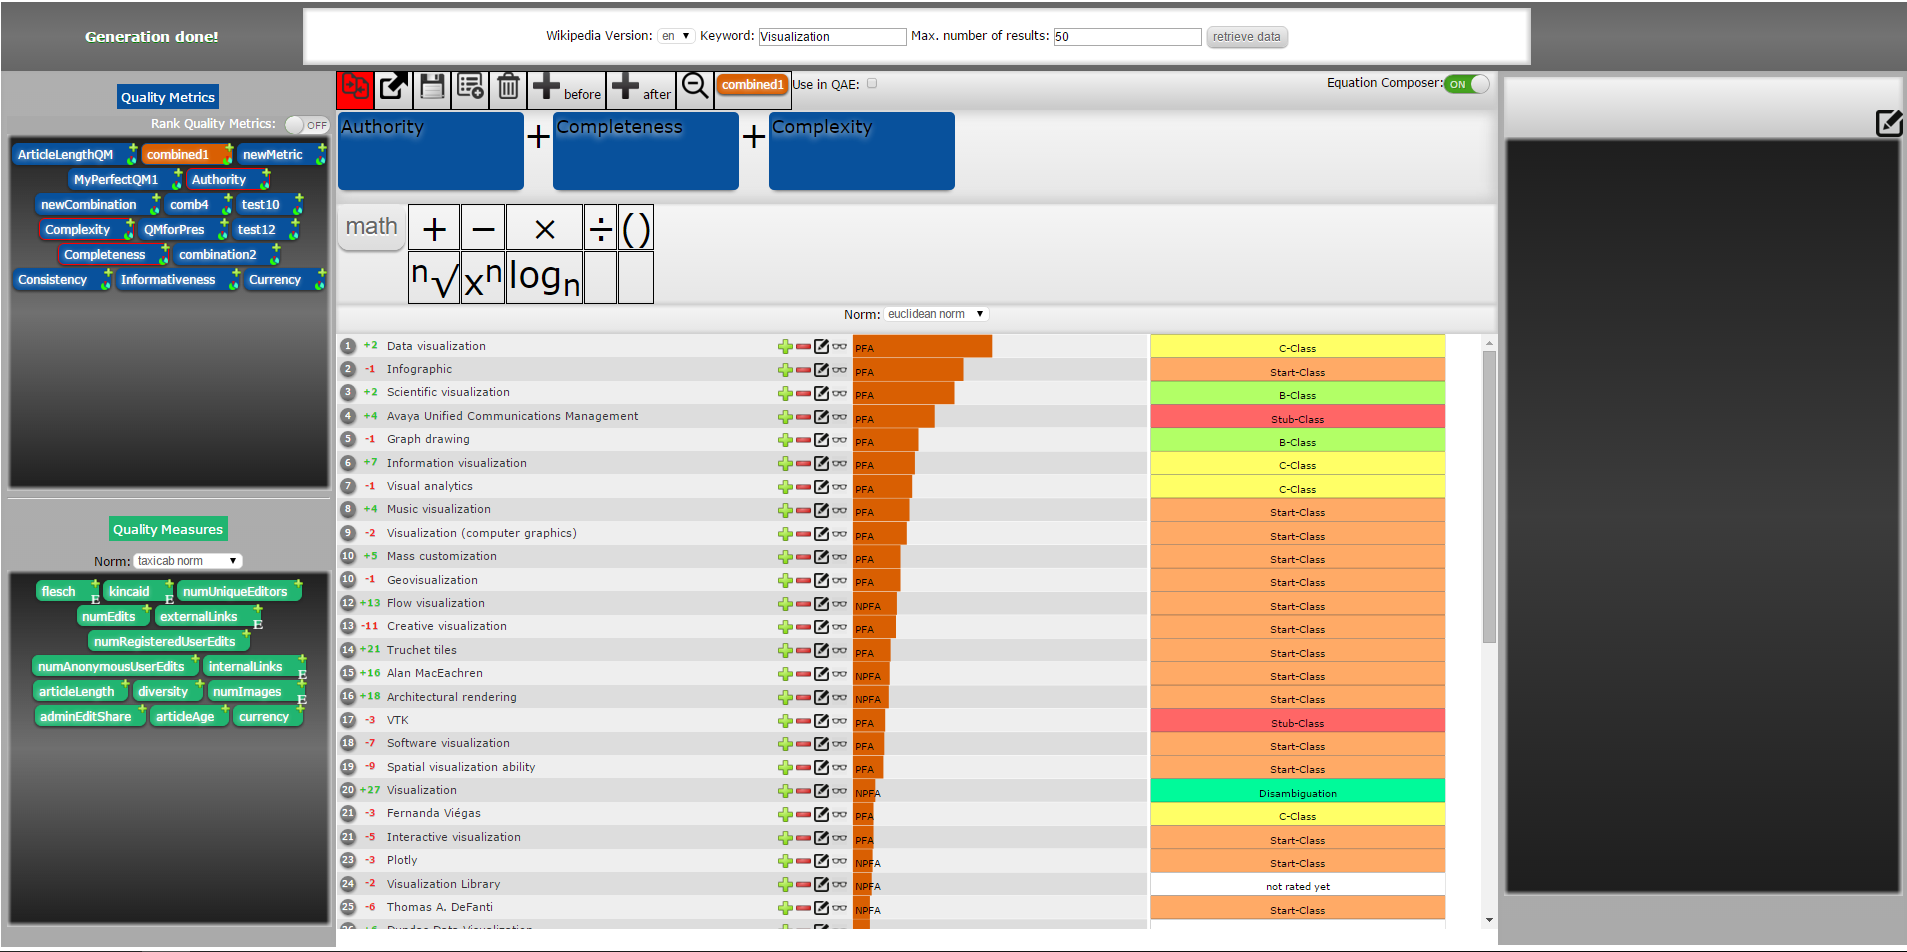 Generation done!
Wikipedia Version: en Keyword: Visualization Max. number of results: 50 retrieve data
Quality Metrics
Rank Quality Metrics: OFF
ArticleLengthQM combined1 newMetric
MyPerfectQM1 Authority
newCombination comb4 test10
Complexity QMforPres test12
Completeness combination2
Consistency Informativeness Currency
Quality Measures
Norm: taxicab norm
flesch E kincaid E numUniqueEditors
numEdits externalLinks E
numRegisteredUserEdits
numAnonymousUserEdits internalLinks E
articleLength diversity numImages E
adminEditShare articleAge currency
before after combined1 Use in QAE: Equation Composer: ON
Authority + Completeness + Complexity
math + − × ÷ ()
n√ xn logn
Norm: euclidean norm
1 +2 Data visualization PFA C-Class
2 -1 Infographic PFA Start-Class
3 +2 Scientific visualization PFA B-Class
4 +4 Avaya Unified Communications Management PFA Stub-Class
5 -1 Graph drawing PFA B-Class
6 +7 Information visualization PFA C-Class
7 -1 Visual analytics PFA C-Class
8 +4 Music visualization PFA Start-Class
9 -2 Visualization (computer graphics) PFA Start-Class
10 +5 Mass customization PFA Start-Class
10 -1 Geovisualization PFA Start-Class
12 +13 Flow visualization NPFA Start-Class
13 -11 Creative visualization PFA Start-Class
14 +21 Truchet tiles PFA Start-Class
15 +16 Alan MacEachren NPFA Start-Class
16 +18 Architectural rendering NPFA Start-Class
17 -3 VTK PFA Stub-Class
18 -7 Software visualization PFA Start-Class
19 -9 Spatial visualization ability PFA Start-Class
20 +27 Visualization NPFA Disambiguation
21 -3 Fernanda Viégas PFA C-Class
21 -5 Interactive visualization PFA Start-Class
23 -3 Plotly NPFA Start-Class
24 -2 Visualization Library NPFA not rated yet
25 -6 Thomas A. DeFanti NPFA Start-Class